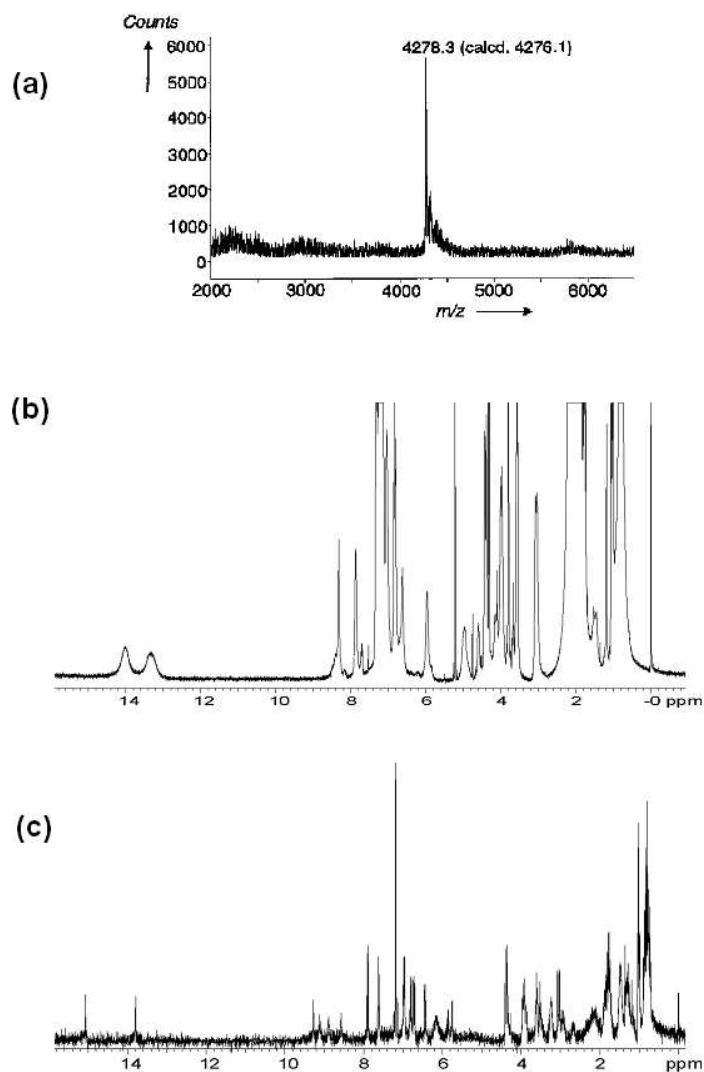 Counts
6000
4278.3 (calcd. 4276.1)
(a)
5000
4000
3000
2000
1000
0
2000 3000 4000 5000 6000
m/z
(b)
14 12 10 8 6 4 2 -0 ppm
(c)
14 12 10 8 6 4 2 ppm